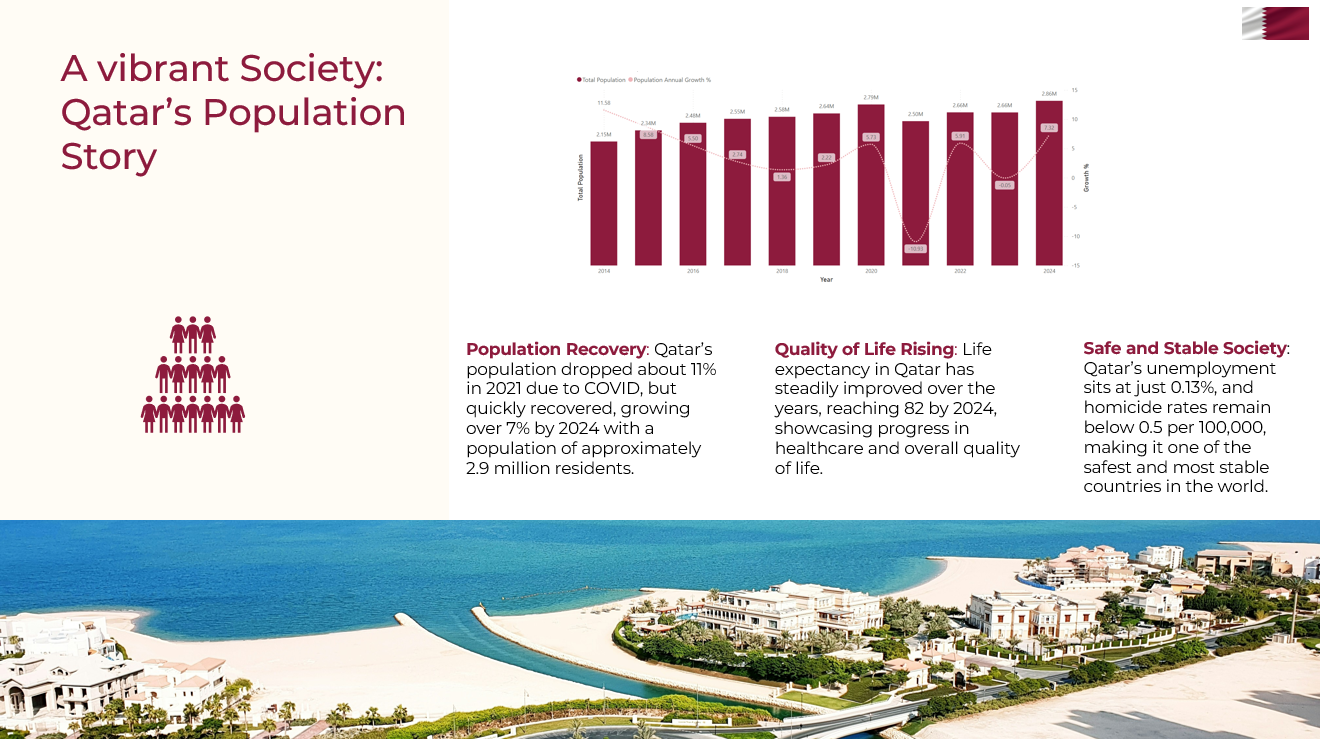 A vibrant Society:
Qatar’s Population
Story
Total Population
Population Annual Growth %
11.58
2.15M
2.34M
8.58
2.48M
5.50
2.55M
2.74
2.58M
1.36
2.64M
2.22
2.79M
5.73
2.50M
-10.93
2.66M
5.91
2.66M
-0.05
2.86M
7.32
15
10
5
0
-5
-10
-15
Total Population
Growth %
2014
2016
2018
2020
2022
2024
Year
Population Recovery: Qatar’s
population dropped about 11%
in 2021 due to COVID, but
quickly recovered, growing
over 7% by 2024 with a
population of approximately
2.9 million residents.
Quality of Life Rising: Life
expectancy in Qatar has
steadily improved over the
years, reaching 82 by 2024,
showcasing progress in
healthcare and overall quality
of life.
Safe and Stable Society:
Qatar’s unemployment
sits at just 0.13%, and
homicide rates remain
below 0.5 per 100,000,
making it one of the
safest and most stable
countries in the world.